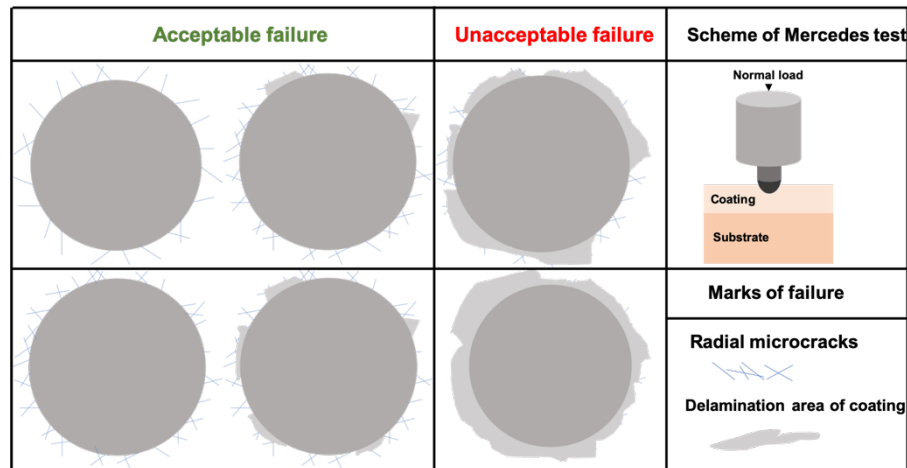 Acceptable failure
Unacceptable failure
Scheme of Mercedes test
Normal load
Coating
Substrate
Marks of failure
Radial microcracks
Delamination area of coating